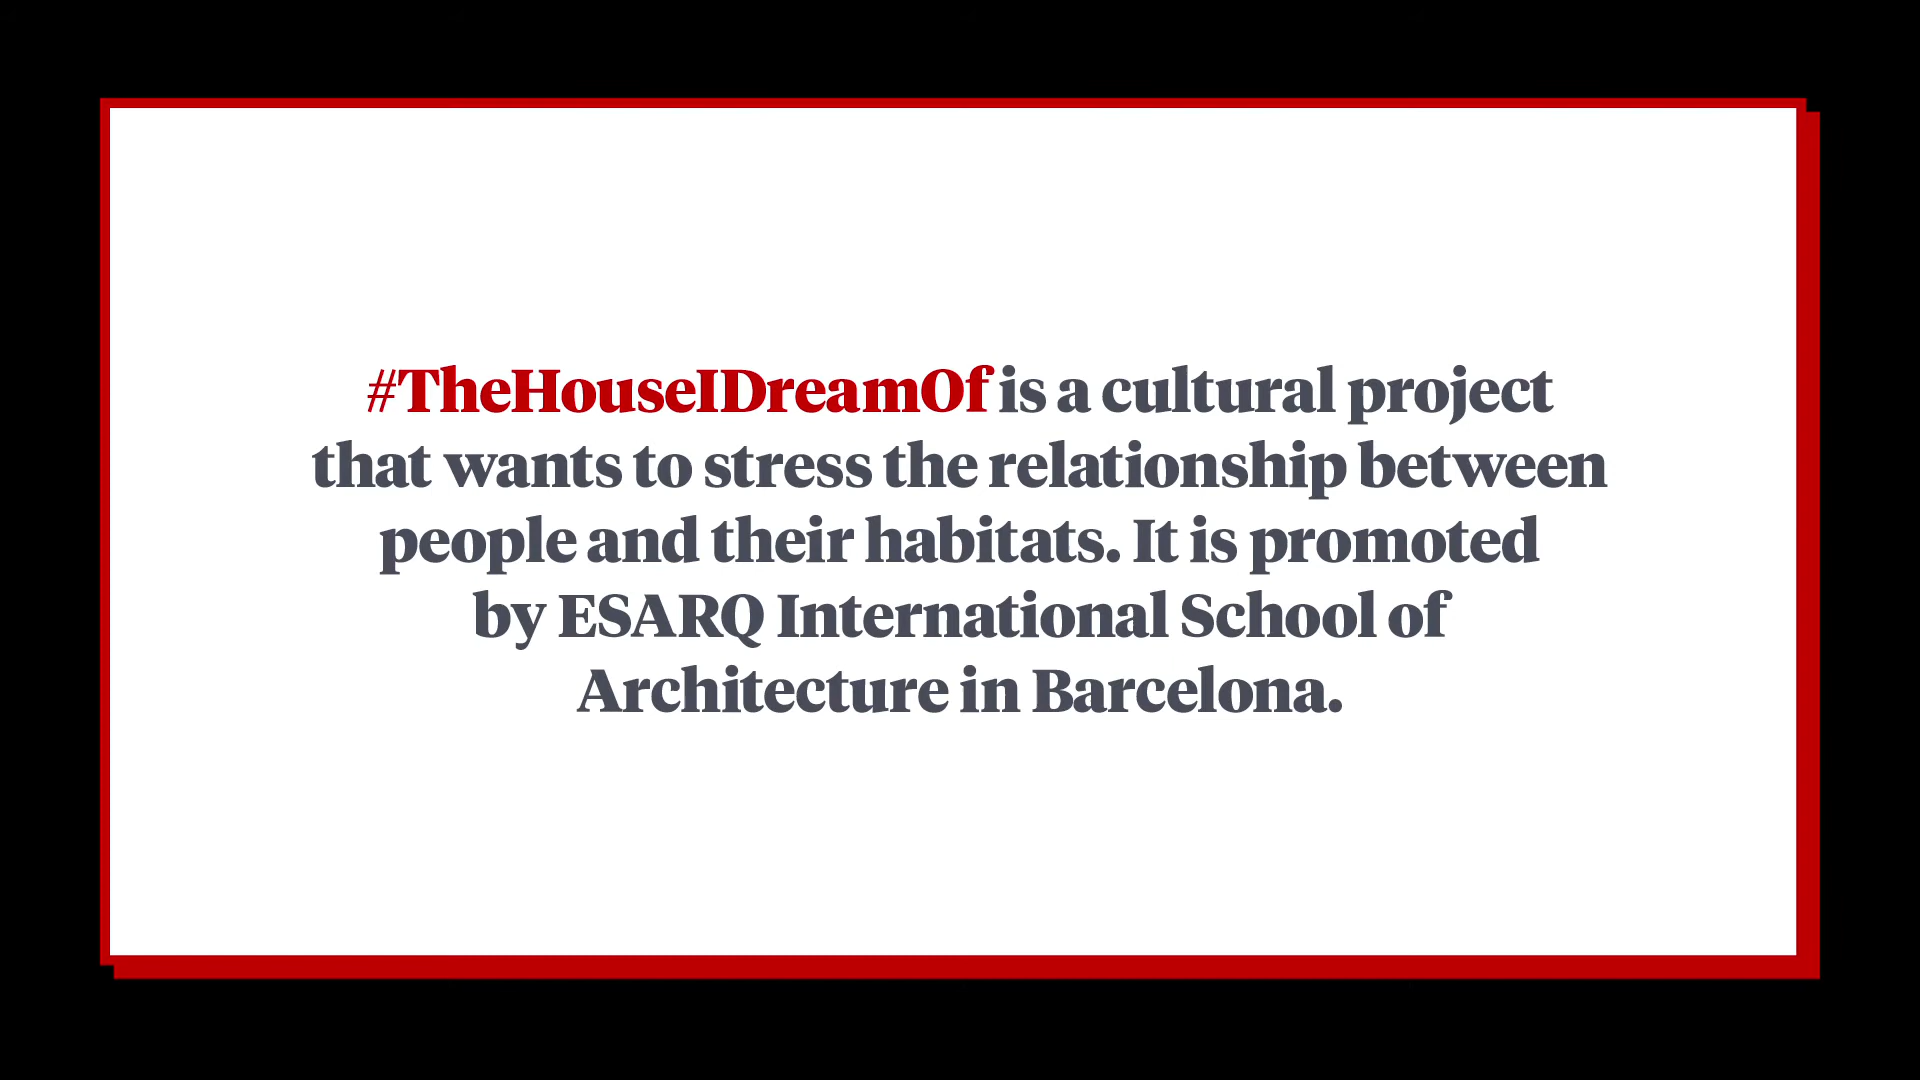 #TheHouseIDreamOf is a cultural project
that wants to stress the relationship between
people and their habitats. It is promoted
by ESARQ International School of
Architecture in Barcelona.